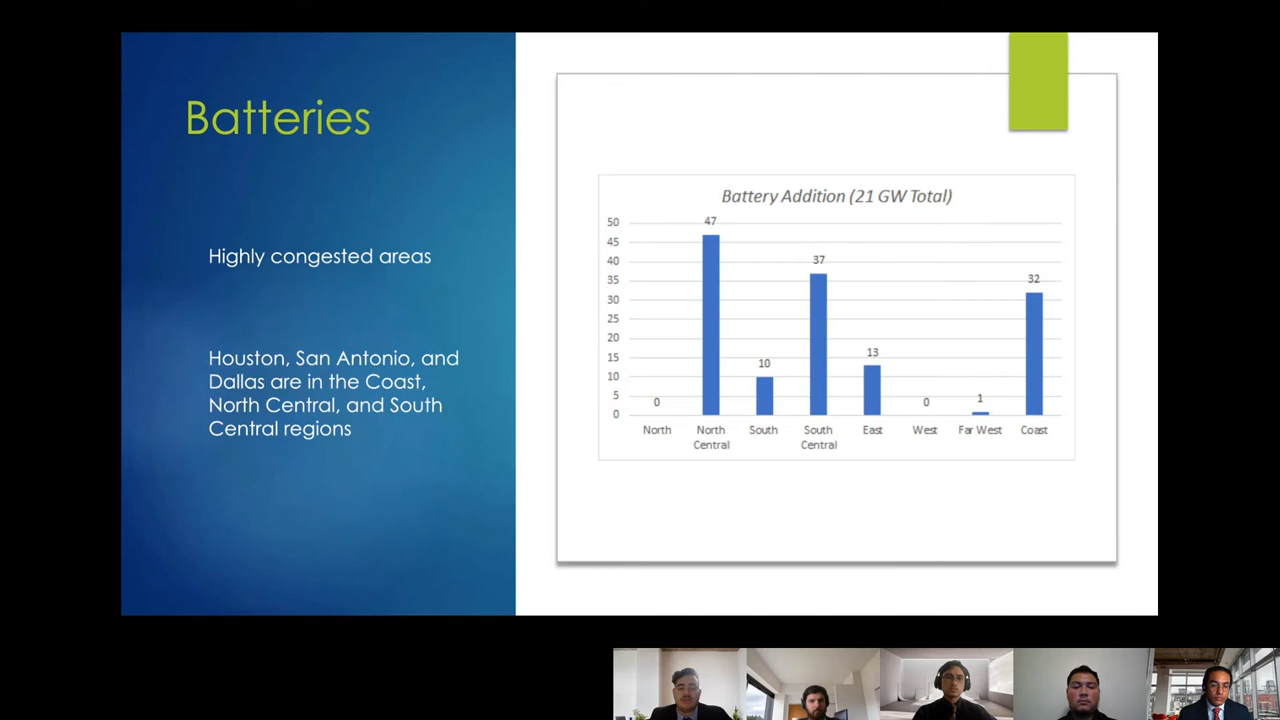 Batteries
Highly congested areas
Houston, San Antonio, and
Dallas are in the Coast,
North Central, and South
Central regions
Battery Addition (21 GW Total)
50
45
40
35
30
25
20
15
10
5
0
0
47
10
37
13
0
1
32
North
North
Central
South
South
Central
East
West
Far West
Coast